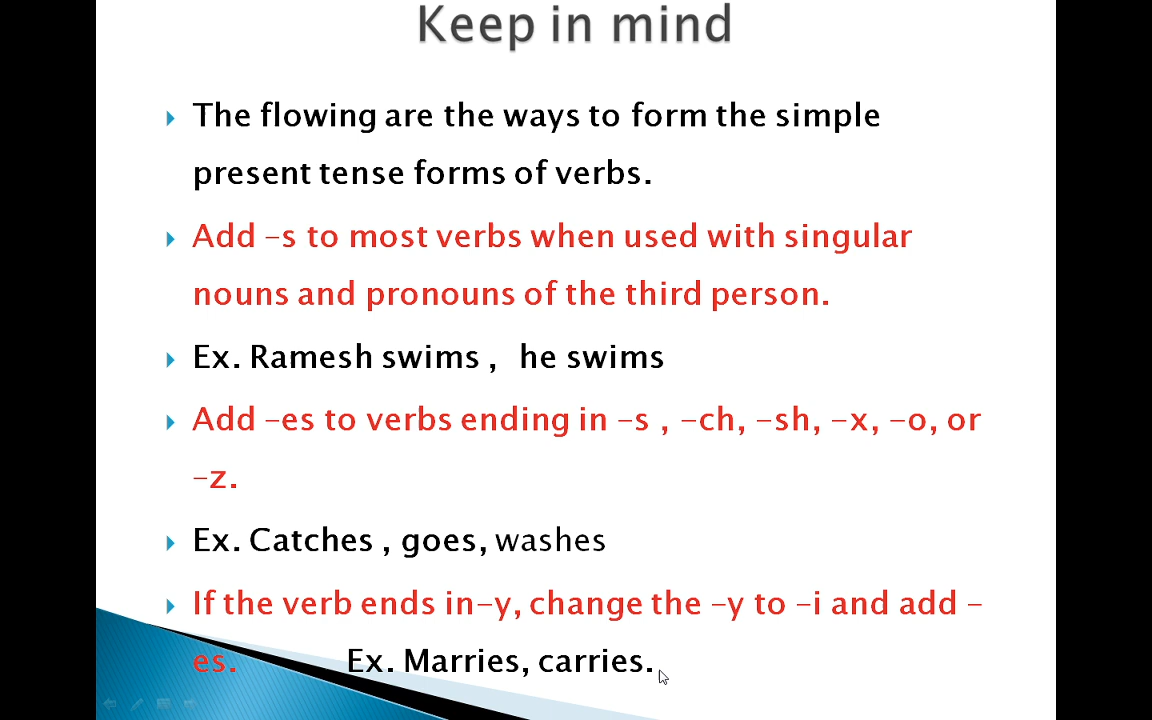 Keep in mind
The flowing are the ways to form the simple
present tense forms of verbs.
Add -s to most verbs when used with singular
nouns and pronouns of the third person.
Ex. Ramesh swims , he swims
Add -es to verbs ending in -s , -ch, -sh, -x, -o, or
-z.
Ex. Catches , goes, washes
If the verb ends in-y, change the -y to -i and add -
es. Ex. Marries, carries.